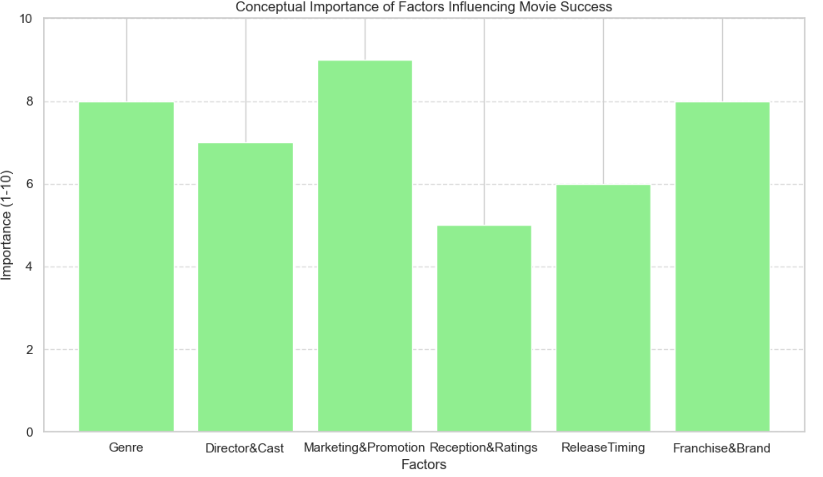 Conceptual Importance of Factors Influencing Movie Success
10
8
6
4
2
0
Importance (1-10)
Genre Director&Cast Marketing&Promotion Reception&Ratings ReleaseTiming Franchise&Brand
Factors